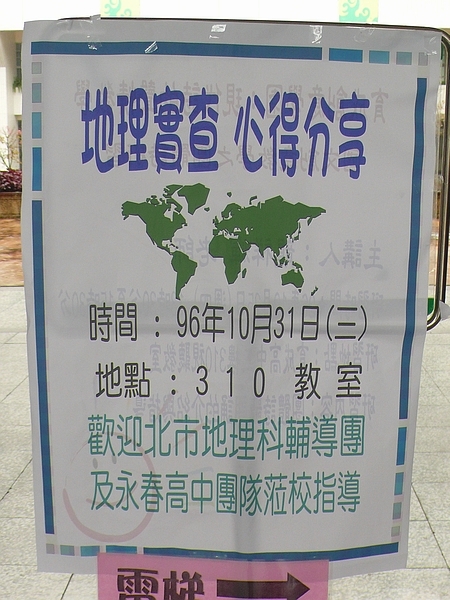 地理實查 心得分享
時間：96年10月31日(三)
地點：310 教室
歡迎北市地理科輔導團
及永春高中團隊蒞校指導
電梯